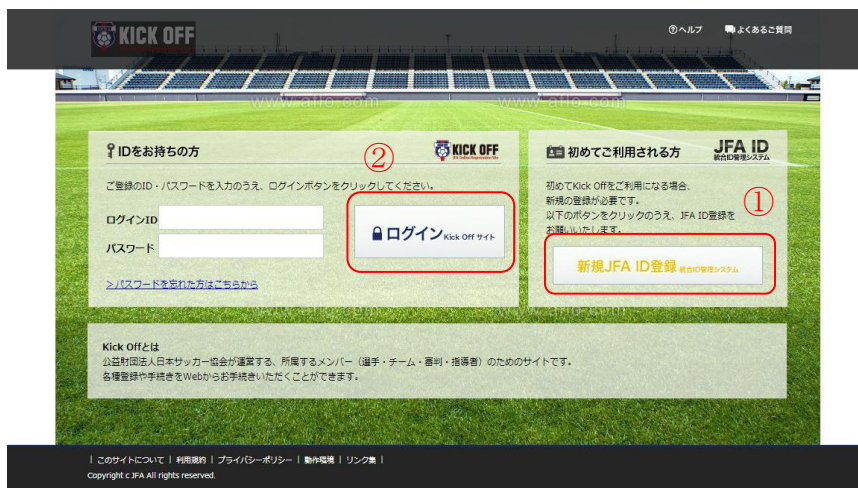 KICK OFF
ヘルプ よくあるご質問
www.aflo.com www.aflo.com
IDをお持ちの方
②
KICK OFF
JFA Online Registration Site
初めてご利用される方
JFA ID
統合ID管理システム
ご登録のID・パスワードを入力のうえ、ログインボタンをクリックしてください。
ログインID
パスワード
ログイン Kick Off サイト
>パスワードを忘れた方はこちらから
初めてKick Offをご利用になる場合、
新規の登録が必要です。
以下のボタンをクリックのうえ、JFA ID登録を
お願いいたします。
①
新規JFA ID登録 統合ID管理システム
Kick Offとは
公益財団法人日本サッカー協会が運営する、所属するメンバー（選手・チーム・審判・指導者）のためのサイトです。
各種登録や手続きをWebからお手続きいただくことができます。
| このサイトについて | 利用規約 | プライバシーポリシー | 動作環境 | リンク集 |
Copyright c JFA All rights reserved.